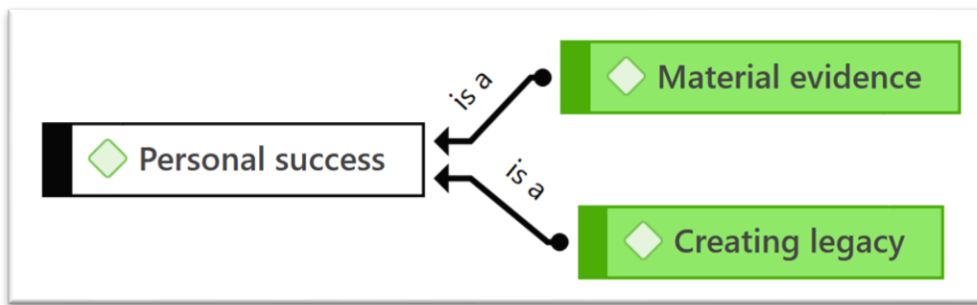 Material evidence
is a
Personal success
is a
Creating legacy